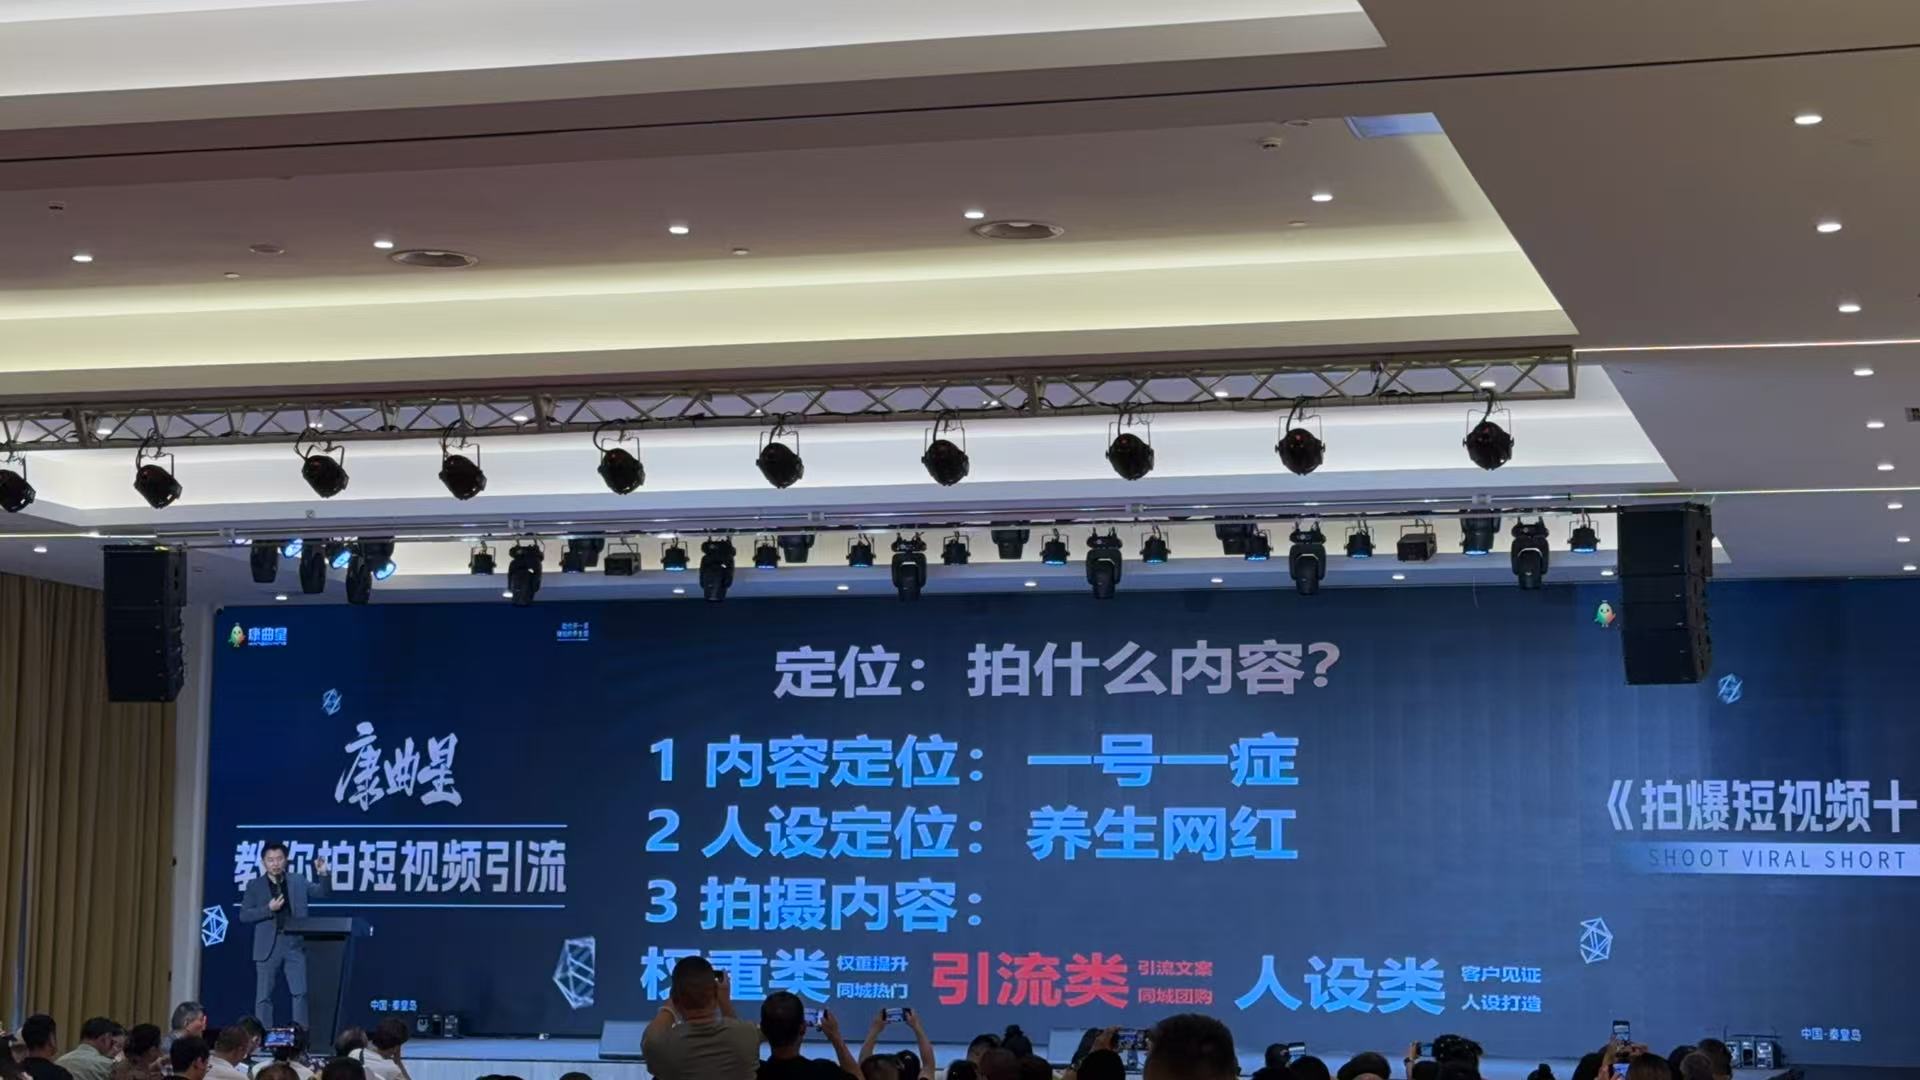 康曲星
定位：拍什么内容？
康曲星
教你拍短视频引流
1 内容定位：一号一症
2 人设定位：养生网红
3 拍摄内容：
权重类 权重提升
同城热门
引流类 引流文案
同城团购
人设类 客户见证
人设打造
中国·秦皇岛
《拍爆短视频十
SHOOT VIRAL SHORT
中国·秦皇岛